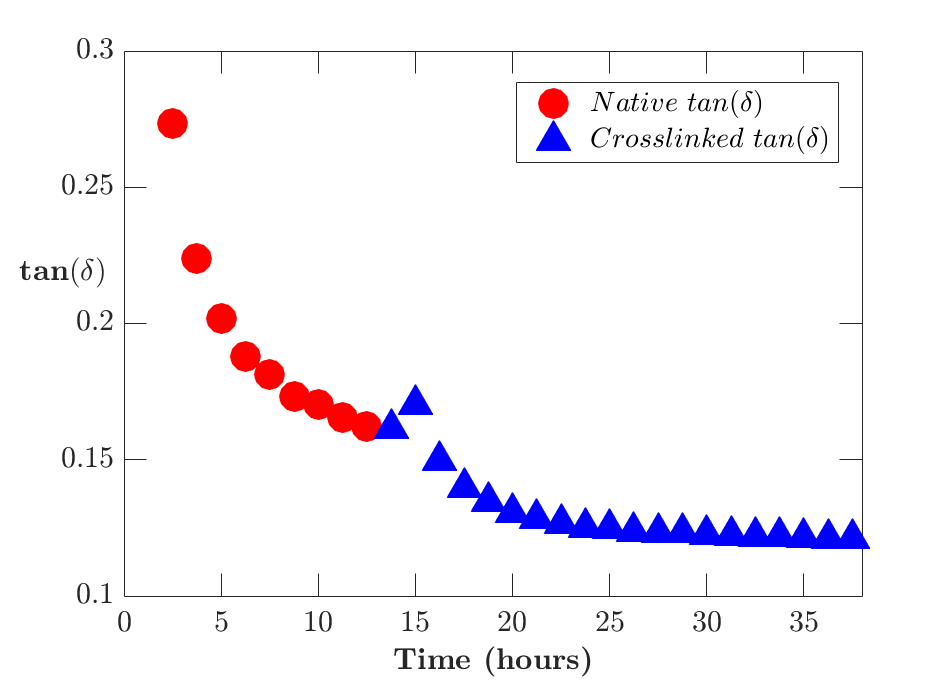 0.3
0.25
0.2
0.15
0.1
tan(δ)
Native tan(δ)
Crosslinked tan(δ)
0 5 10 15 20 25 30 35
Time (hours)